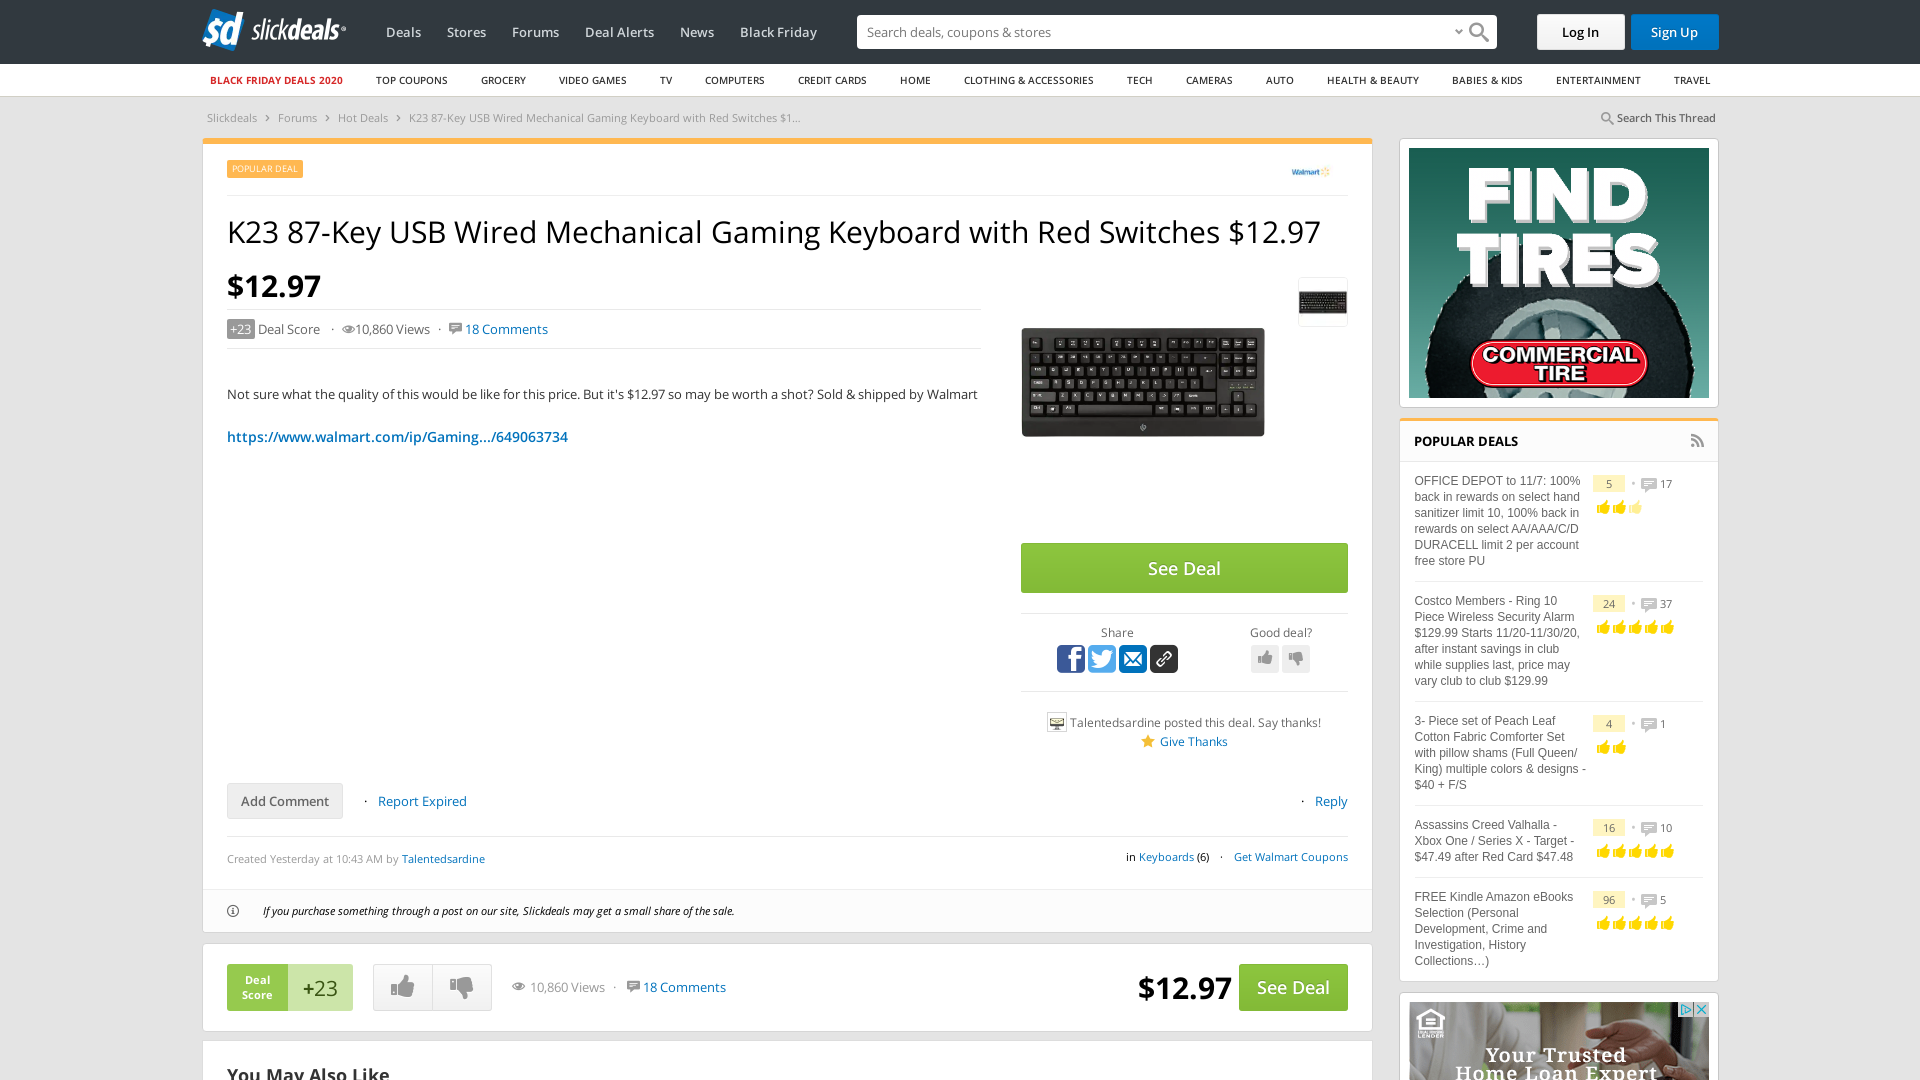 sd slickdeals
Deals
Stores
Forums
Deal Alerts
News
Black Friday
Search deals, coupons & stores
Log In
Sign Up
BLACK FRIDAY DEALS 2020
TOP COUPONS
GROCERY
VIDEO GAMES
TV
COMPUTERS
CREDIT CARDS
HOME
CLOTHING & ACCESSORIES
TECH
CAMERAS
AUTO
HEALTH & BEAUTY
BABIES & KIDS
ENTERTAINMENT
TRAVEL
Slickdeals › Forums › Hot Deals › K23 87-Key USB Wired Mechanical Gaming Keyboard with Red Switches $1...
Search This Thread
POPULAR DEAL
Walmart
K23 87-Key USB Wired Mechanical Gaming Keyboard with Red Switches $12.97
$12.97
+23 Deal Score · 10,860 Views · 18 Comments
Not sure what the quality of this would be like for this price. But it's $12.97 so may be worth a shot? Sold & shipped by Walmart
https://www.walmart.com/ip/Gaming.../649063734
See Deal
Share
Good deal?
Talentedsardine posted this deal. Say thanks!
Give Thanks
Add Comment · Report Expired
· Reply
Created Yesterday at 10:43 AM by Talentedsardine
in Keyboards (6) · Get Walmart Coupons
If you purchase something through a post on our site, Slickdeals may get a small share of the sale.
Deal
Score
+23
10,860 Views · 18 Comments
$12.97
See Deal
You May Also Like
FIND
TIRES
COMMERCIAL
TIRE
POPULAR DEALS
OFFICE DEPOT to 11/7: 100%
back in rewards on select hand
sanitizer limit 10, 100% back in
rewards on select AA/AAA/C/D
DURACELL limit 2 per account
free store PU
5 • 17
Costco Members - Ring 10
Piece Wireless Security Alarm
$129.99 Starts 11/20-11/30/20,
after instant savings in club
while supplies last, price may
vary club to club $129.99
24 • 37
3- Piece set of Peach Leaf
Cotton Fabric Comforter Set
with pillow shams (Full Queen/
King) multiple colors & designs -
$40 + F/S
4 • 1
Assassins Creed Valhalla -
Xbox One / Series X - Target -
$47.49 after Red Card $47.48
16 • 10
FREE Kindle Amazon eBooks
Selection (Personal
Development, Crime and
Investigation, History
Collections…)
96 • 5
Your Trusted
Home Loan Expert